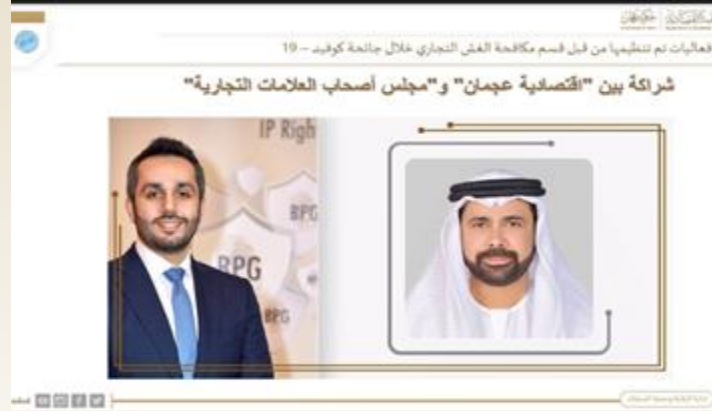 فعاليات تم تنظيمها من قبل قسم مكافحة الغش التجاري خلال جائحة كوفيد – 19
شراكة بين "اقتصادية عجمان" و"مجلس أصحاب العلامات التجارية"
IP Righ
BPG
BPG
BPG